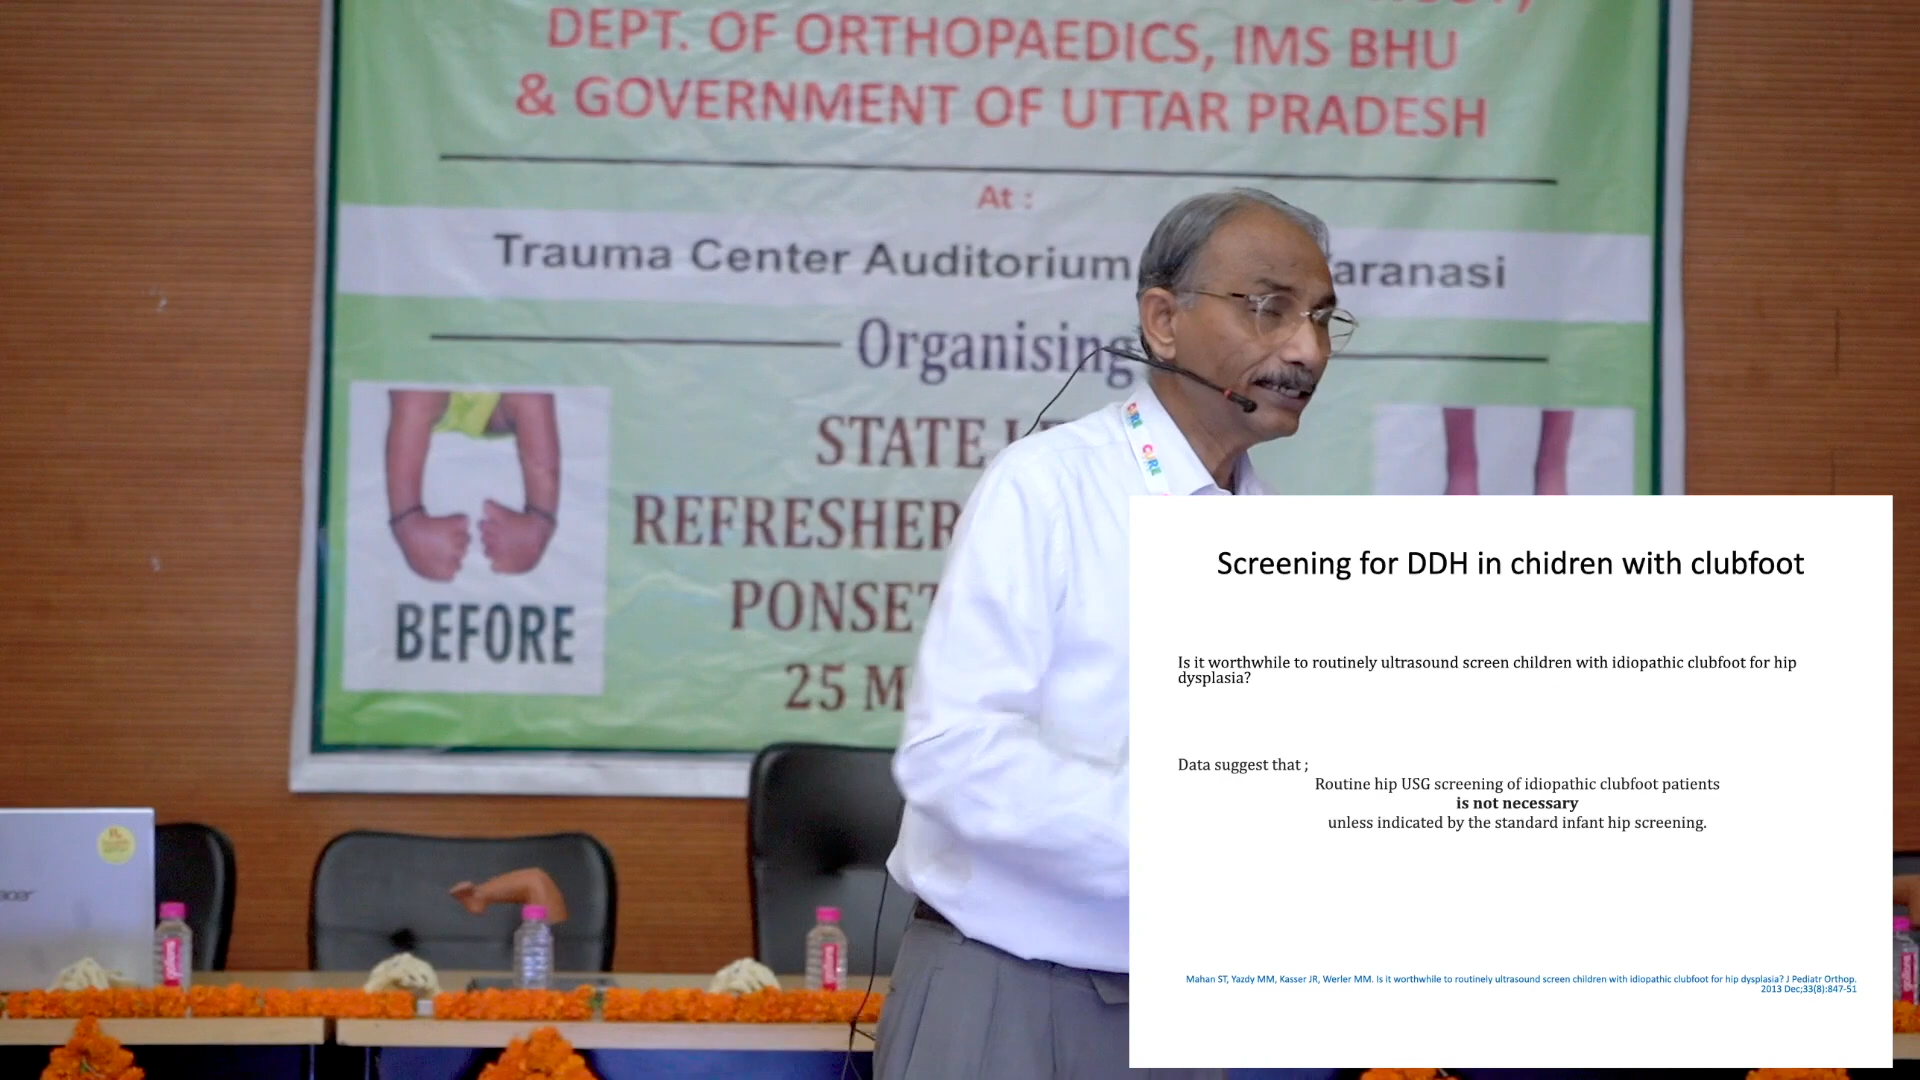 DEPT. OF ORTHOPAEDICS, IMS BHU
& GOVERNMENT OF UTTAR PRADESH
At :
Trauma Center Auditorium
Organising
STATE
REFRESHER
25
BEFORE
CURE
CURE
acer
Screening for DDH in chidren with clubfoot
Is it worthwhile to routinely ultrasound screen children with idiopathic clubfoot for hip
dysplasia?
Data suggest that ;
Routine hip USG screening of idiopathic clubfoot patients
is not necessary
unless indicated by the standard infant hip screening.
Mahan ST, Yazdy MM, Kasser JR, Werler MM. Is it worthwhile to routinely ultrasound screen children with idiopathic clubfoot for hip dysplasia? J Pediatr Orthop.
2013 Dec;33(8):847-51